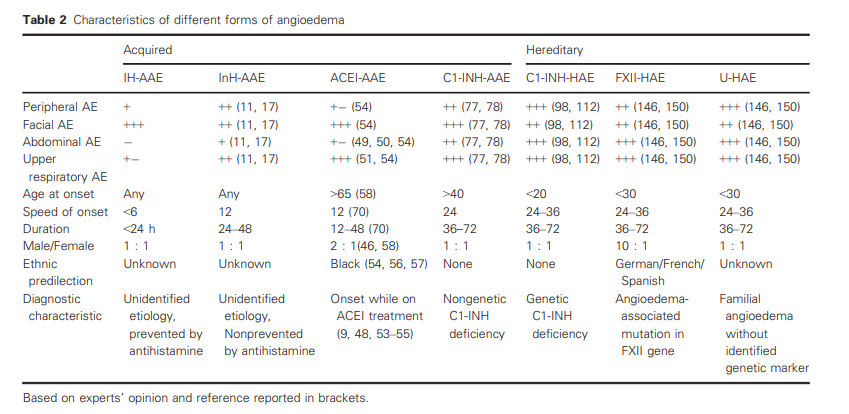 Table 2 Characteristics of different forms of angioedema
Acquired Hereditary
IH-AAE InH-AAE ACEI-AAE C1-INH-AAE C1-INH-HAE FXII-HAE U-HAE
Peripheral AE + ++ (11, 17) +− (54) ++ (77, 78) +++ (98, 112) ++ (146, 150) +++ (146, 150)
Facial AE +++ ++ (11, 17) +++ (54) +++ (77, 78) ++ (98, 112) ++ (146, 150) ++ (146, 150)
Abdominal AE − + (11, 17) +− (49, 50, 54) ++ (77, 78) +++ (98, 112) +++ (146, 150) +++ (146, 150)
Upper +− ++ (11, 17) +++ (51, 54) +++ (77, 78) +++ (98, 112) +++ (146, 150) +++ (146, 150)
respiratory AE
Age at onset Any Any >65 (58) >40 <20 <30 <30
Speed of onset <6 12 12 (70) 24 24–36 24–36 24–36
Duration <24 h 24–48 12–48 (70) 36–72 36–72 36–72 36–72
Male/Female 1 : 1 1 : 1 2 : 1(46, 58) 1 : 1 1 : 1 10 : 1 1 : 1
Ethnic Unknown Unknown Black (54, 56, 57) None None German/French/ Unknown
predilection Spanish
Diagnostic Unidentified Unidentified Onset while on Nongenetic Genetic Angioedema- Familial
characteristic etiology, etiology, ACEI treatment C1-INH C1-INH associated angioedema
prevented by Nonprevented (9, 48, 53–55) deficiency deficiency mutation in without
antihistamine by antihistamine FXII gene identified
genetic marker
Based on experts' opinion and reference reported in brackets.